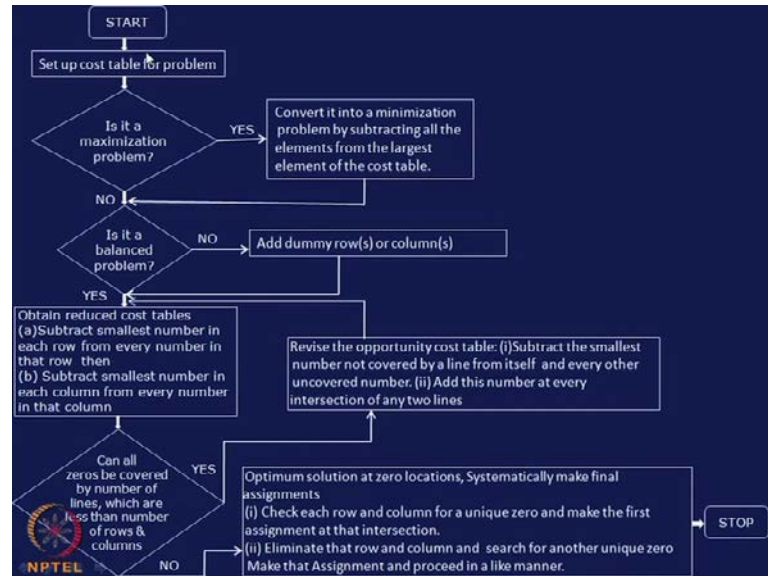 START
Set up cost table for problem
Is it a
maximization
problem?
YES
Convert it into a minimization
problem by subtracting all the
elements from the largest
element of the cost table.
NO
Is it a
balanced
problem?
NO
Add dummy row(s) or column(s)
YES
Obtain reduced cost tables
(a)Subtract smallest number in
each row from every number in
that row then
(b) Subtract smallest number in
each column from every number
in that column
Revise the opportunity cost table: (i)Subtract the smallest
number not covered by a line from itself and every other
uncovered number. (ii) Add this number at every
intersection of any two lines
Can all
zeros be covered
by number of
lines, which are
less than number
of rows &
columns
YES
NO
Optimum solution at zero locations, Systematically make final
assignments
(i) Check each row and column for a unique zero and make the first
assignment at that intersection.
(ii) Eliminate that row and column and search for another unique zero
Make that Assignment and proceed in a like manner.
STOP
NPTEL